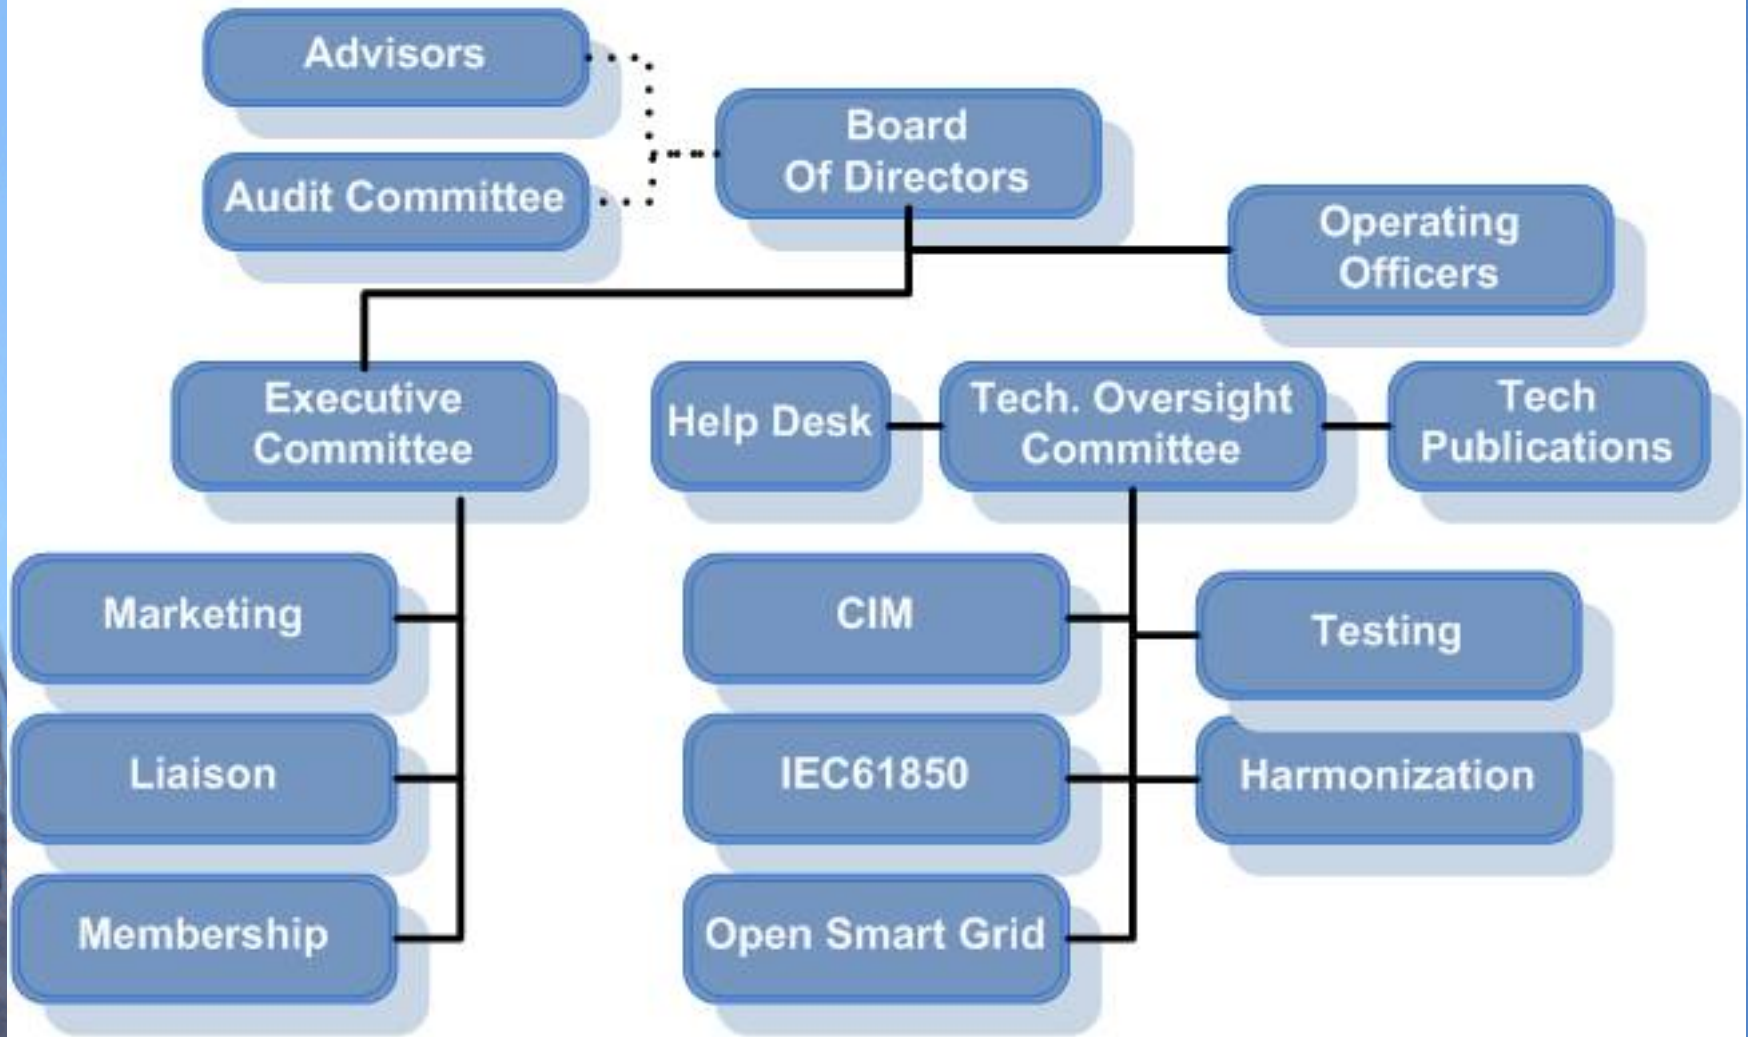 Advisors
Board
Of Directors
Audit Committee
Operating
Officers
Executive
Committee
Help Desk
Tech. Oversight
Committee
Tech
Publications
Marketing
CIM
Testing
Liaison
IEC61850
Harmonization
Membership
Open Smart Grid